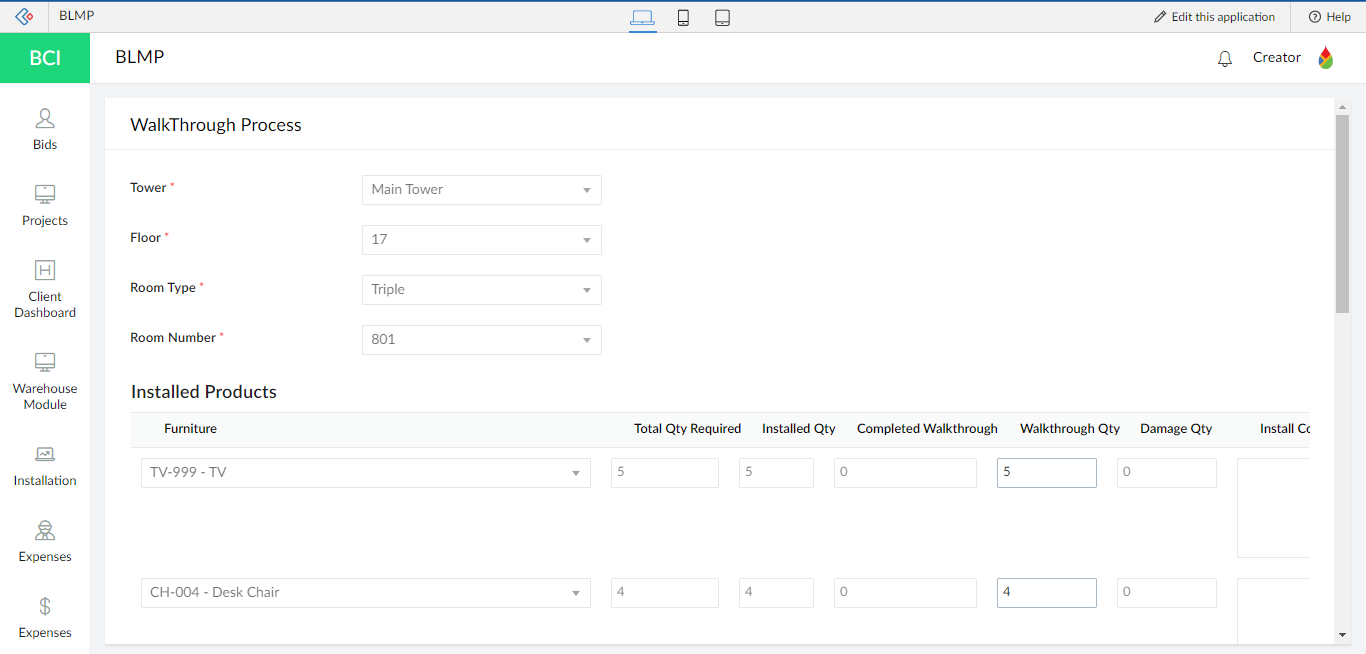 BLMP
Edit this application
Help
BCI
BLMP
Creator
Bids
Projects
Client
Dashboard
Warehouse
Module
Installation
Expenses
Expenses
WalkThrough Process
Tower *
Main Tower
Floor *
17
Room Type *
Triple
Room Number *
801
Installed Products
Furniture Total Qty Required Installed Qty Completed Walkthrough Walkthrough Qty Damage Qty Install Co
TV-999 - TV 5 5 0 5 0
CH-004 - Desk Chair 4 4 0 4 0